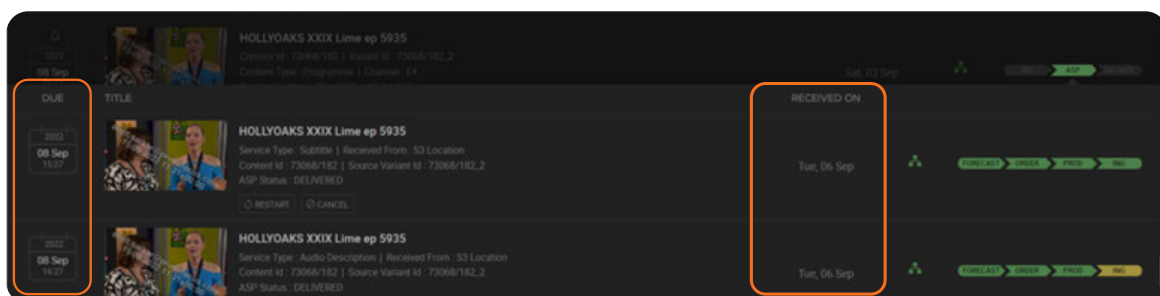 2022
08 Sep
HOLLYOAKS XXIX Lime ep 5935
Content Id : 73068/182 | Variant Id : 73068/182_2
Content Type : Programme | Channel : E4
Sat, 03 Sep
ASP
DUE
TITLE
RECEIVED ON
2022
08 Sep
15:27
HOLLYOAKS XXIX Lime ep 5935
Service Type : Subtitle | Received From : S3 Location
Content Id : 73068/182 | Source Variant Id : 73068/182_2
ASP Status : DELIVERED
RESTART
CANCEL
Tue, 06 Sep
FORECAST
ORDER
PROD
ING
2022
08 Sep
16:27
HOLLYOAKS XXIX Lime ep 5935
Service Type : Audio Description | Received From : S3 Location
Content Id : 73068/182 | Source Variant Id : 73068/182_2
ASP Status : DELIVERED
Tue, 06 Sep
FORECAST
ORDER
PROD
ING